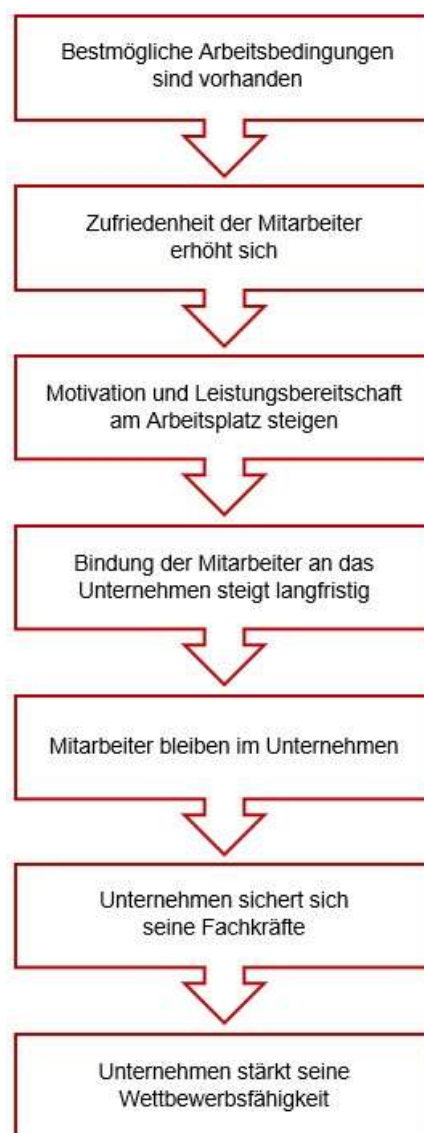 Bestmögliche Arbeitsbedingungen
sind vorhanden
Zufriedenheit der Mitarbeiter
erhöht sich
Motivation und Leistungsbereitschaft
am Arbeitsplatz steigen
Bindung der Mitarbeiter an das
Unternehmen steigt langfristig
Mitarbeiter bleiben im Unternehmen
Unternehmen sichert sich
seine Fachkräfte
Unternehmen stärkt seine
Wettbewerbsfähigkeit